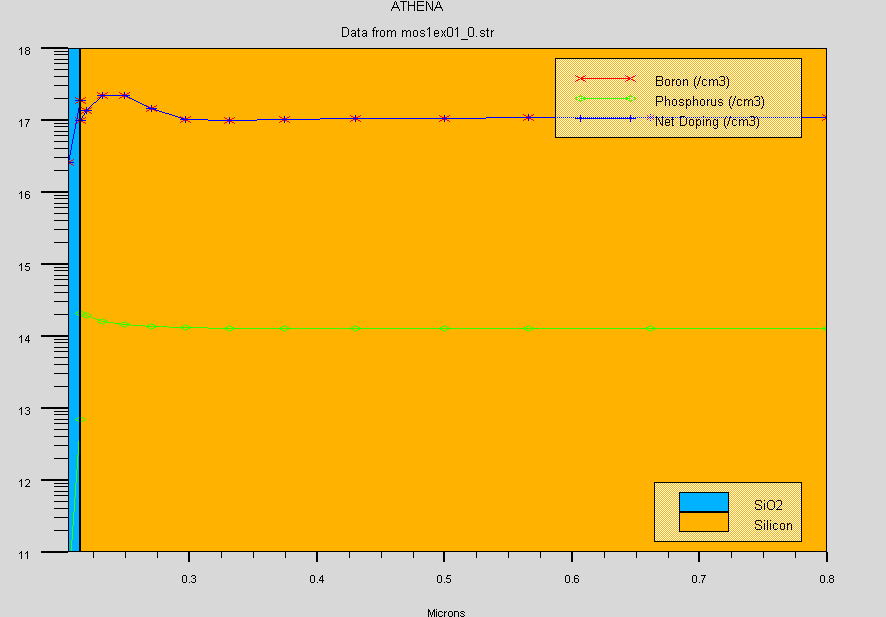 ATHENA
Data from mos1ex01_0.str
18
17
16
15
14
13
12
11
Boron (/cm3)
Phosphorus (/cm3)
Net Doping (/cm3)
SiO2
Silicon
0.3 0.4 0.5 0.6 0.7 0.8
Microns